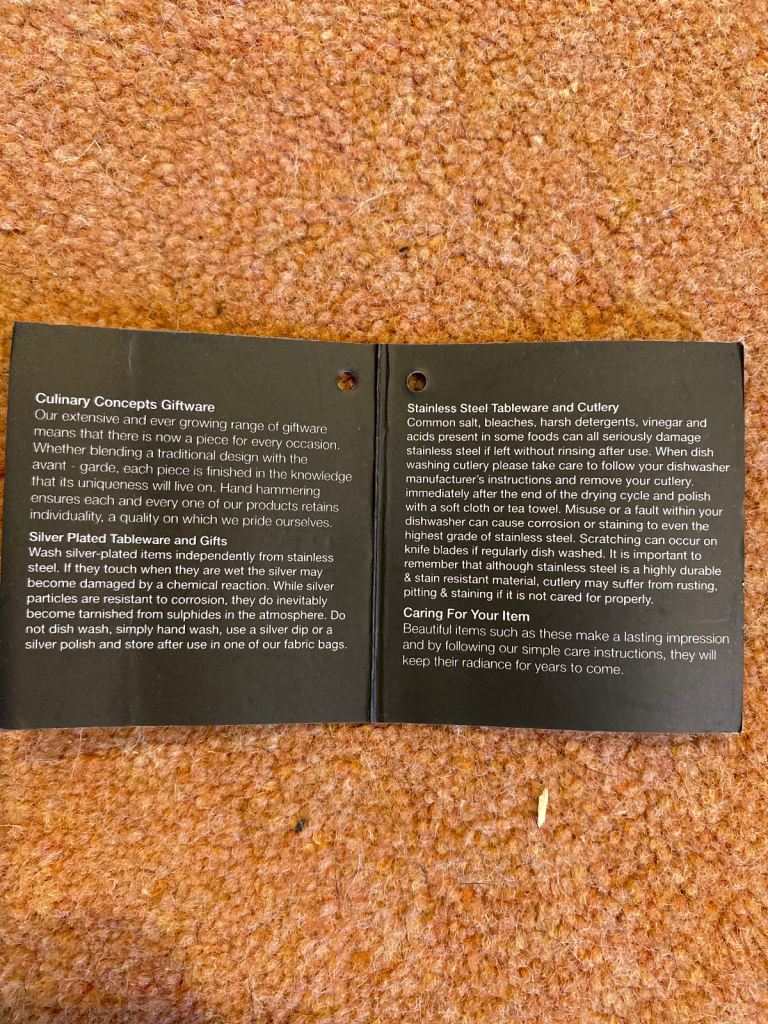 Culinary Concepts Giftware
Our extensive and ever growing range of giftware
means that there is now a piece for every occasion.
Whether blending a traditional design with the
avant - garde, each piece is finished in the knowledge
that its uniqueness will live on. Hand hammering
ensures each and every one of our products retains
individuality, a quality on which we pride ourselves.
Silver Plated Tableware and Gifts
Wash silver-plated items independently from stainless
steel. If they touch when they are wet the silver may
become damaged by a chemical reaction. While silver
particles are resistant to corrosion, they do inevitably
become tarnished from sulphides in the atmosphere. Do
not dish wash, simply hand wash, use a silver dip or a
silver polish and store after use in one of our fabric bags.
Stainless Steel Tableware and Cutlery
Common salt, bleaches, harsh detergents, vinegar and
acids present in some foods can all seriously damage
stainless steel if left without rinsing after use. When dish
washing cutlery please take care to follow your dishwasher
manufacturer's instructions and remove your cutlery.
immediately after the end of the drying cycle and polish
with a soft cloth or tea towel. Misuse or a fault within your
dishwasher can cause corrosion or staining to even the
highest grade of stainless steel. Scratching can occur on
knife blades if regularly dish washed. It is important to
remember that although stainless steel is a highly durable
& stain resistant material, cutlery may suffer from rusting,
pitting & staining if it is not cared for properly.
Caring For Your Item
Beautiful items such as these make a lasting impression
and by following our simple care instructions, they will
keep their radiance for years to come.